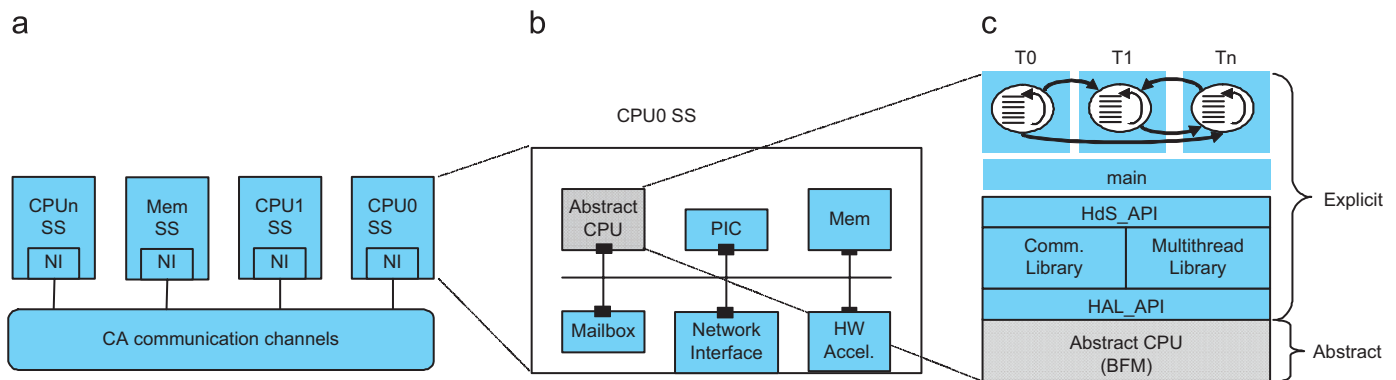 a
CPUn
SS
NI
Mem
SS
NI
CPU1
SS
NI
CPU0
SS
NI
CA communication channels
b
CPU0 SS
Abstract
CPU
PIC
Mem
Mailbox
Network
Interface
HW
Accel.
c
T0
T1
Tn
main
HdS_API
Comm.
Library
Multithread
Library
HAL_API
Abstract CPU
(BFM)
Explicit
Abstract